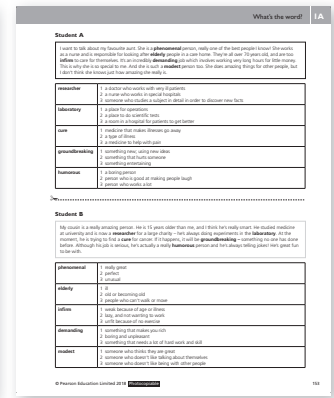 What's the word! 1A
Student A
I want to talk about my favourite aunt. She is a phenomenal person, really one of the best people I know! She works
as a nurse and is responsible for looking after elderly people in a care home. They're all over 70 years old, and are too
infirm to care for themselves. It's an incredibly demanding job which involves working very long hours for little money.
This is why she is so special to me. And she is such a modest person too. She does amazing things for other people, but
I don't think she knows just how amazing she really is.
researcher 1 a doctor who works with very ill patients
2 a nurse who works in special hospitals
3 someone who studies a subject in detail in order to discover new facts
laboratory 1 a place for operations
2 a place to do scientific tests
3 a room in a hospital for patients to get better
cure 1 medicine that makes illnesses go away
2 a type of illness
3 a medicine to help with pain
groundbreaking 1 something new, using new ideas
2 something that hurts someone
3 something entertaining
humorous 1 a boring person
2 person who is good at making people laugh
3 person who works a lot
Student B
My cousin is a really amazing person. He is 15 years older than me, and I think he's really smart. He studied medicine
at university and is now a researcher for a large charity – he's always doing experiments in the laboratory. At the
moment, he is trying to find a cure for cancer. If it happens, it will be groundbreaking – something no one has done
before. Although his job is serious, he's actually a really humorous person and he's always telling jokes! He's great fun
to be with.
phenomenal 1 really great
2 perfect
3 unusual
elderly 1 ill
2 old or becoming old
3 people who can't walk or move
infirm 1 weak because of age or illness
2 lazy, and not wanting to work
3 unfit because of no exercise
demanding 1 something that makes you rich
2 boring and unpleasant
3 something that needs a lot of hard work and skill
modest 1 someone who thinks they are great
2 someone who doesn't like talking about themselves
3 someone who doesn't like being with other people
© Pearson Education Limited 2018 Photocopiable
153